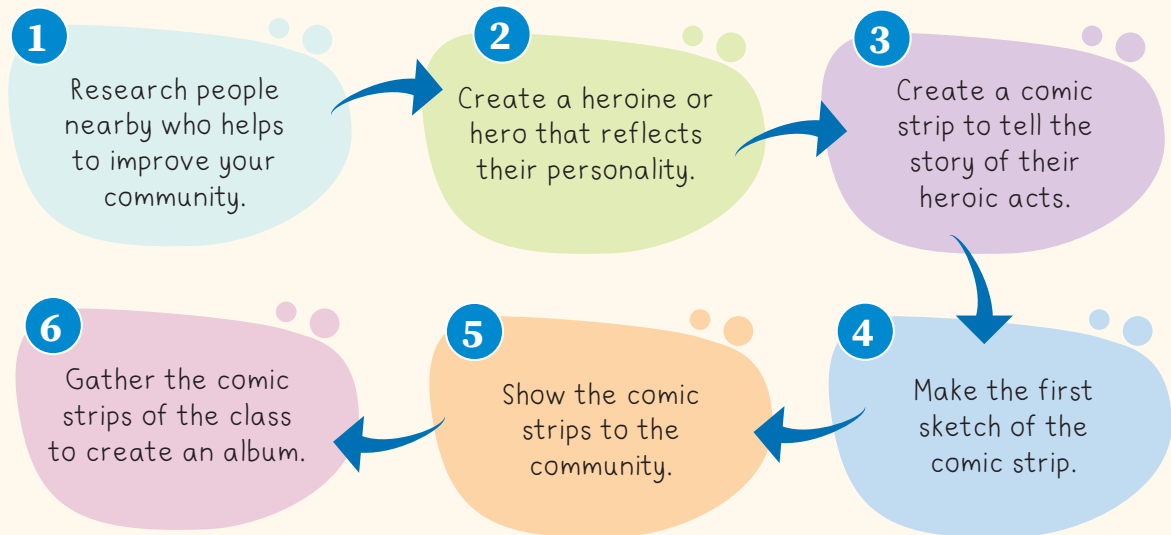 1
Research people
nearby who helps
to improve your
community.
2
Create a heroine or
hero that reflects
their personality.
3
Create a comic
strip to tell the
story of their
heroic acts.
4
Make the first
sketch of the
comic strip.
5
Show the comic
strips to the
community.
6
Gather the comic
strips of the class
to create an album.